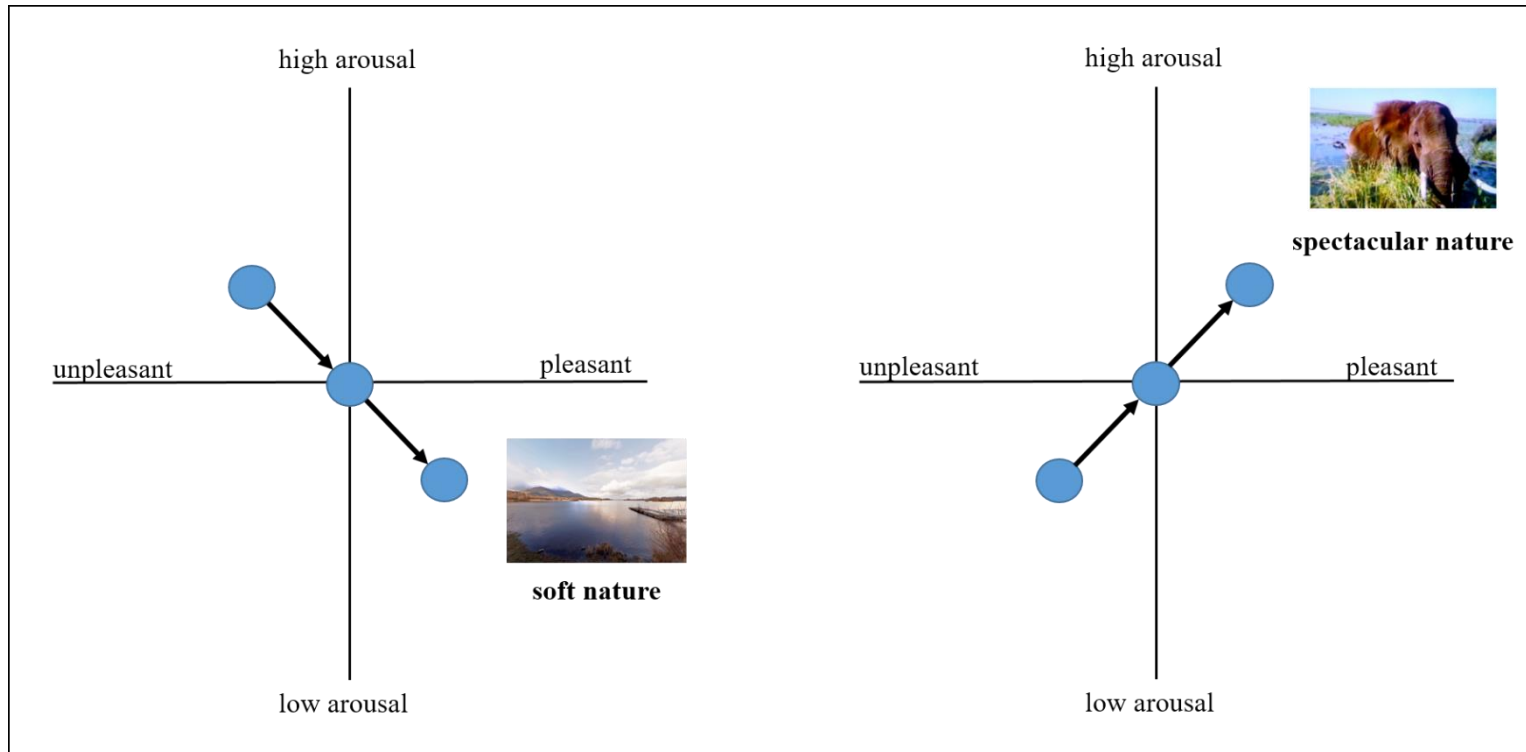 high arousal
unpleasant
pleasant
soft nature
low arousal
high arousal
spectacular nature
unpleasant
pleasant
low arousal